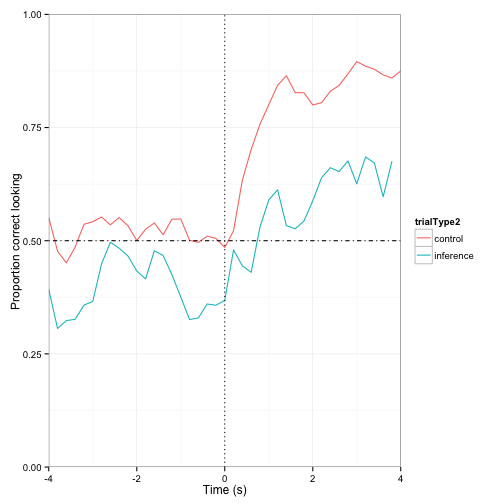 1.00
0.75
0.50
0.25
0.00
Proportion correct looking
-4
-2
0
2
4
Time (s)
trialType2
control
inference